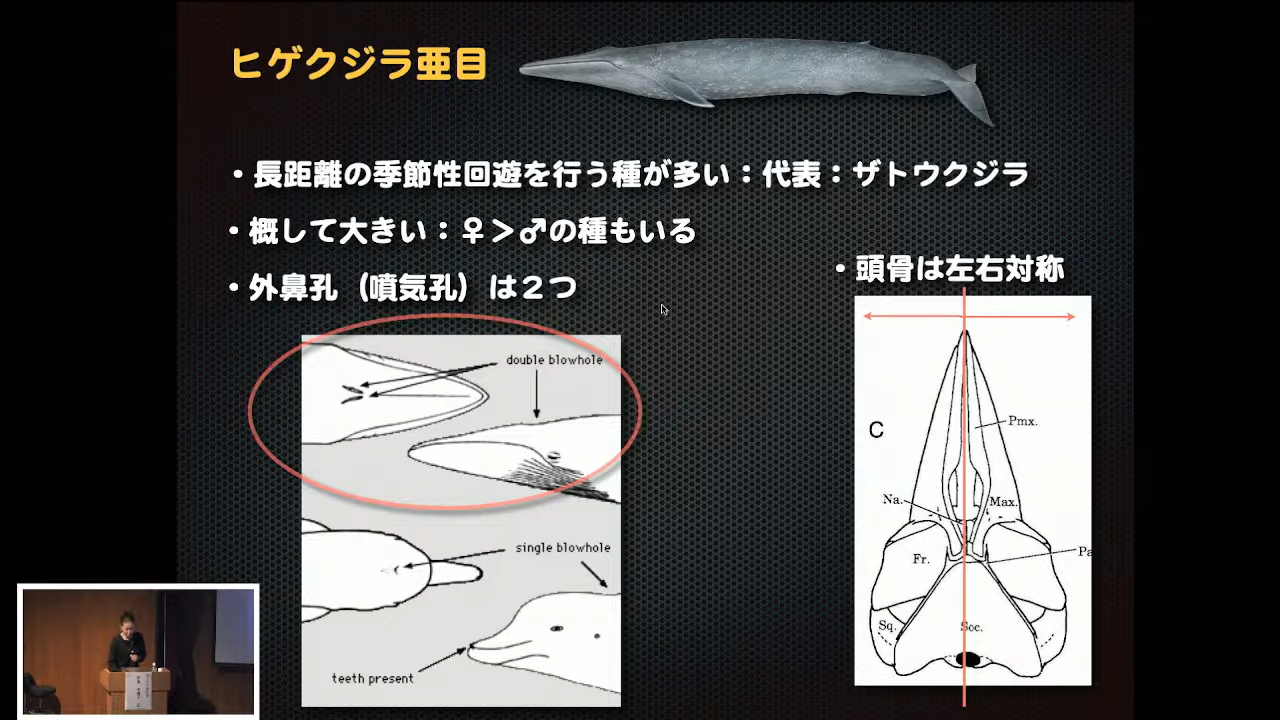 ヒゲクジラ亜目
・長距離の季節性回遊を行う種が多い：代表：ザトウクジラ
・概して大きい：♀＞♂の種もいる
・外鼻孔（噴気孔）は２つ
・頭骨は左右対称
double blowhole
single blowhole
teeth present
C
Pmx.
Na.
Max.
Fr.
Pa
Sq.
Soc.